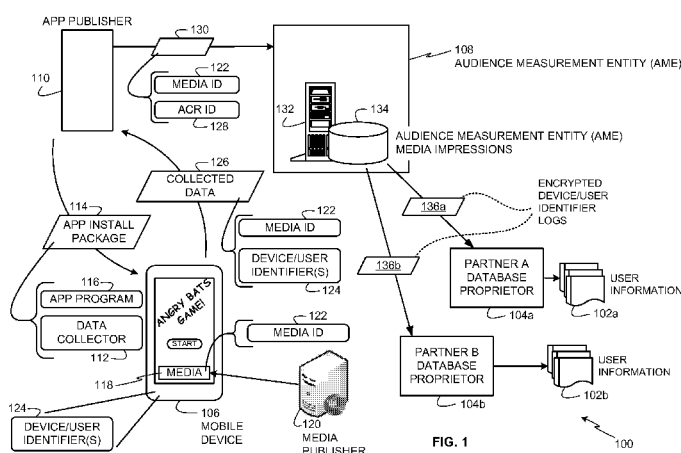 APP PUBLISHER
130
110
122
MEDIA ID
ACR ID
128
132
134
108
AUDIENCE MEASUREMENT ENTITY (AME)
AUDIENCE MEASUREMENT ENTITY (AME)
MEDIA IMPRESSIONS
126
COLLECTED
DATA
114
APP INSTALL
PACKAGE
122
MEDIA ID
DEVICE/USER
IDENTIFIER(S)
124
136a
136b
ENCRYPTED
DEVICE/USER
IDENTIFIER
LOGS
116
APP PROGRAM
DATA
COLLECTOR
112
ANGRY BATS
GAME!
START
MEDIA
118
122
MEDIA ID
PARTNER A
DATABASE
PROPRIETOR
104a
USER
INFORMATION
102a
PARTNER B
DATABASE
PROPRIETOR
104b
USER
INFORMATION
102b
124
DEVICE/USER
IDENTIFIER(S)
106
MOBILE
DEVICE
120
MEDIA
PUBLISHER
FIG. 1
100